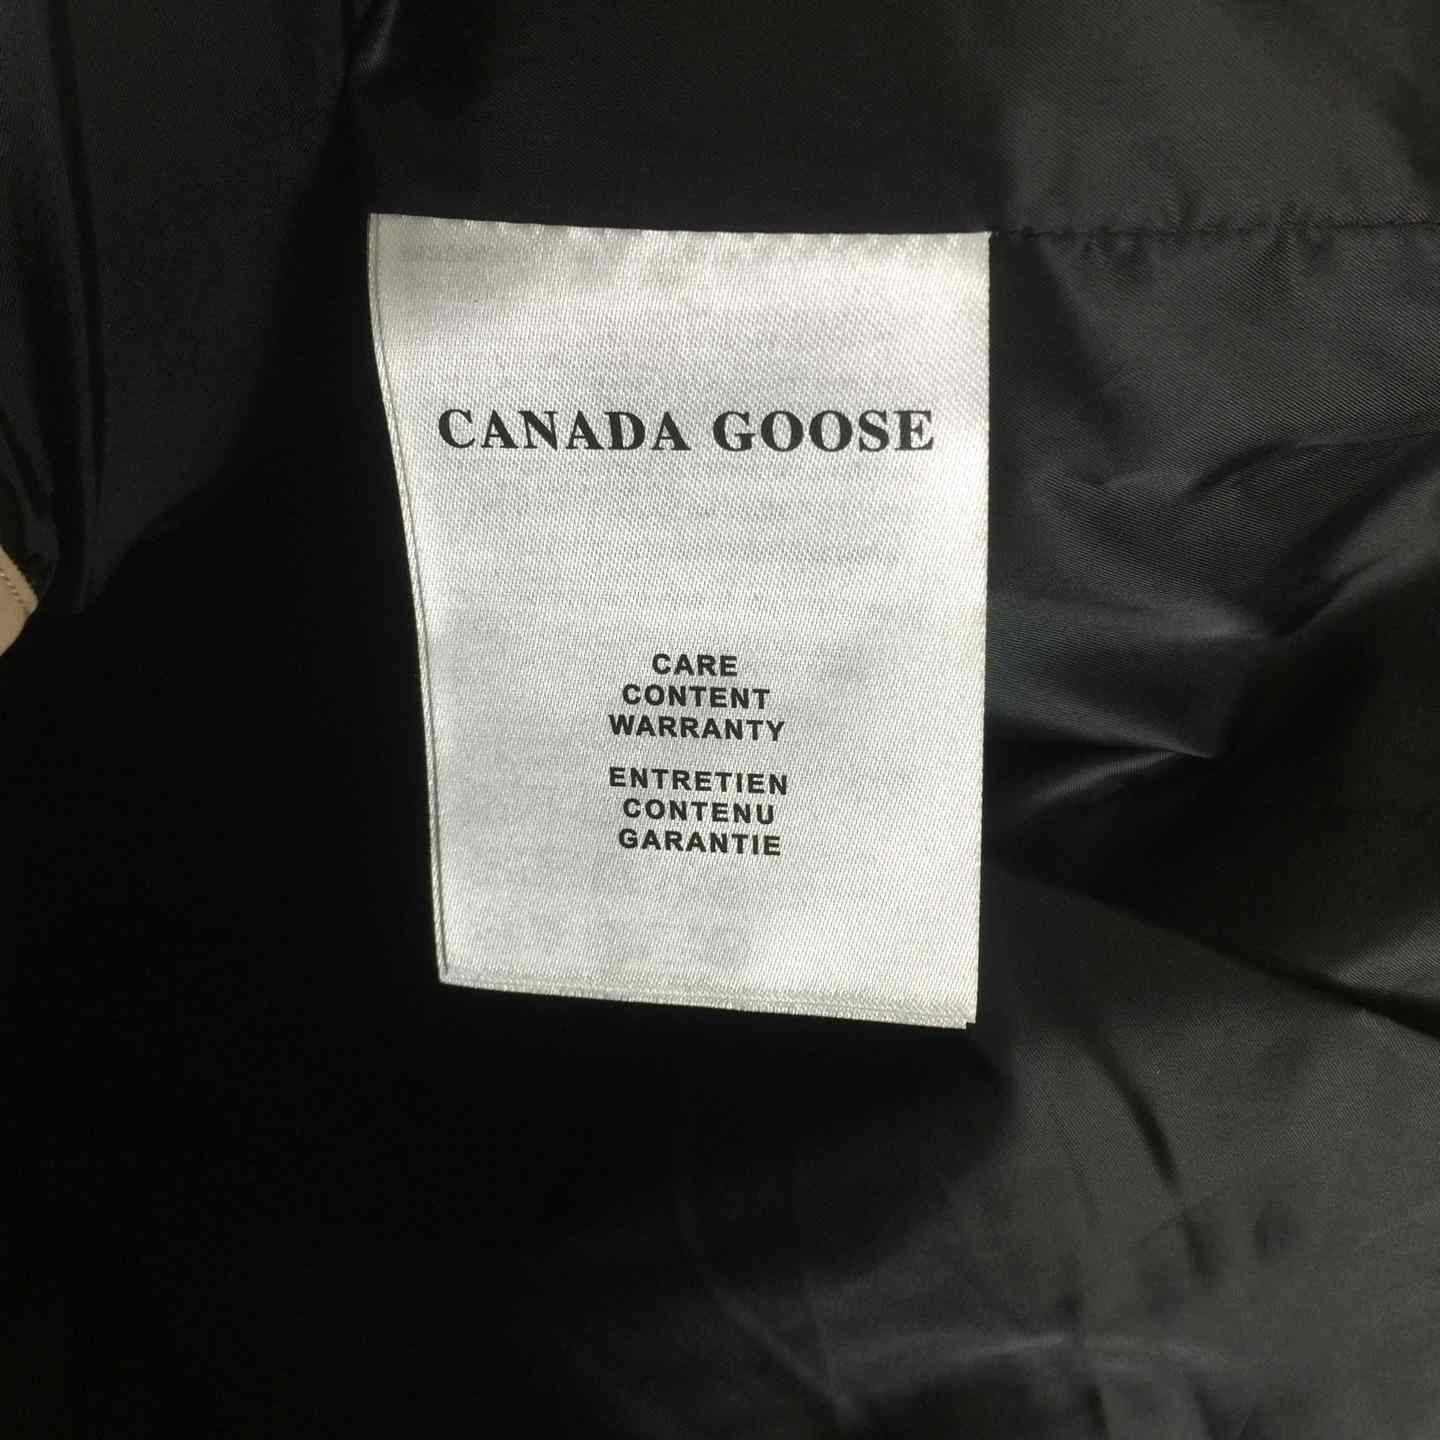 CANADA GOOSE
CARE
CONTENT
WARRANTY
ENTRETIEN
CONTENU
GARANTIE